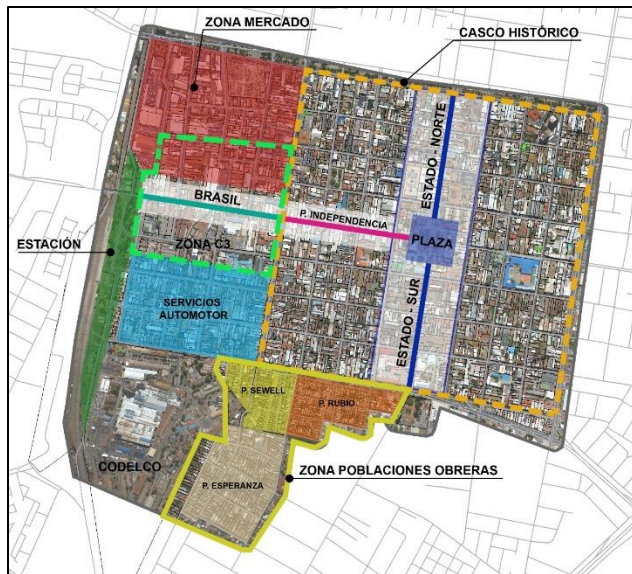 ZONA MERCADO
CASCO HISTÓRICO
ESTADO - NORTE
BRASIL
P. INDEPENDENCIA
PLAZA
ESTACIÓN
ZONA C3
SERVICIOS
AUTOMOTOR
ESTADO - SUR
P. SEWELL
P. RUBIO
CODELCO
P. ESPERANZA
ZONA POBLACIONES OBRERAS